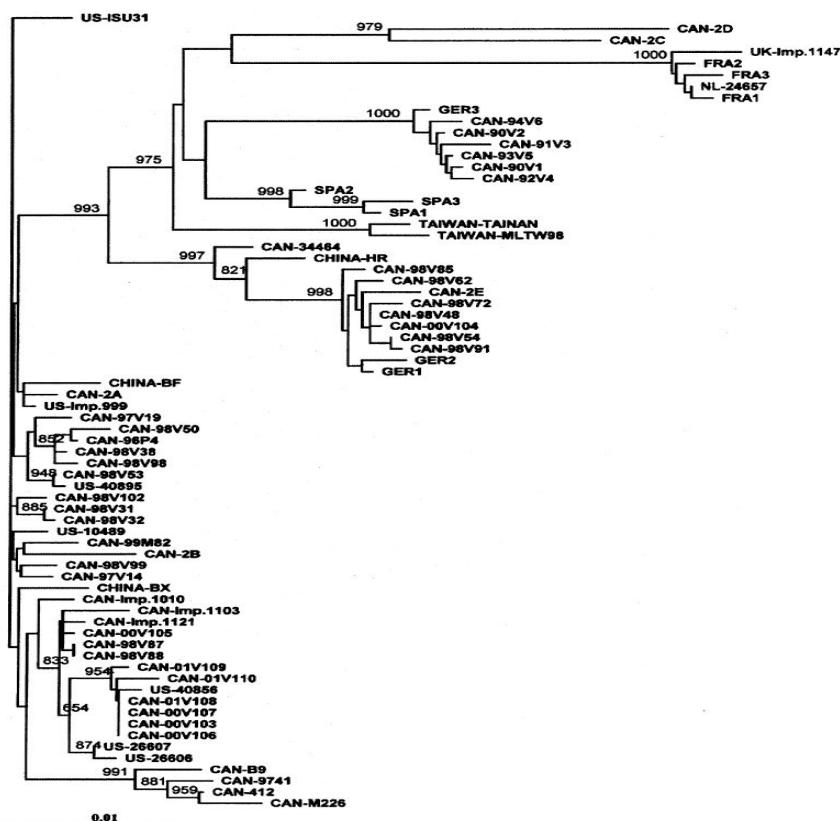 US-ISU31
979
CAN-2D
CAN-2C
1000
UK-Imp.1147
FRA2
FRA3
NL-24657
FRA1
GER3
1000
CAN-94V6
CAN-90V2
CAN-91V3
CAN-93V5
CAN-90V1
CAN-92V4
975
998
SPA2
999
SPA3
SPA1
993
1000
TAIWAN-TAINAN
TAIWAN-MLTW98
CAN-34464
997
CHINA-HR
821
CAN-98V85
998
CAN-98V62
CAN-2E
CAN-98V72
CAN-98V48
CAN-00V104
CAN-98V54
CAN-98V91
GER2
GER1
CHINA-BF
CAN-2A
US-Imp.999
CAN-97V19
CAN-98V50
852
CAN-96P4
CAN-98V38
CAN-98V98
948
CAN-98V53
US-40895
CAN-98V102
885
CAN-98V31
CAN-98V32
US-10489
CAN-99M82
CAN-2B
CAN-98V99
CAN-97V14
CHINA-BX
CAN-Imp.1010
CAN-Imp.1103
CAN-Imp.1121
CAN-00V105
CAN-98V87
CAN-98V88
833
954
CAN-01V109
CAN-01V110
US-40856
CAN-01V108
654
CAN-00V107
CAN-00V103
CAN-00V106
874
US-26607
US-26606
991
CAN-B9
881
CAN-9741
959
CAN-412
CAN-M226
0.01